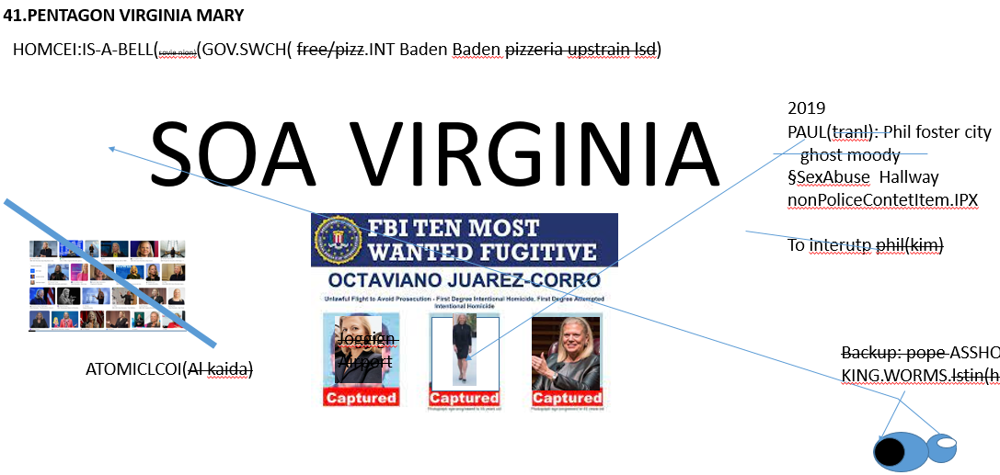 41.PENTAGON VIRGINIA MARY
HOMCEI:IS-A-BELL(sovie nion)(GOV.SWCH( free/pizz.INT Baden Baden pizzeria upstrain lsd)
SOA VIRGINIA
2019
PAUL(tranl): Phil foster city
ghost moody
§SexAbuse Hallway
nonPoliceContetItem.IPX
To interutp phil(kim)
FBI TEN MOST
WANTED FUGITIVE
OCTAVIANO JUAREZ-CORRO
Unlawful Flight to Avoid Prosecution - First Degree Intentional Homicide, First Degree Attempted
Intentional Homicide
Joggign
Airport
Captured
Captured
Captured
ATOMICLCOI(Al kaida)
Backup: pope ASSHO
KING.WORMS.lstin(h